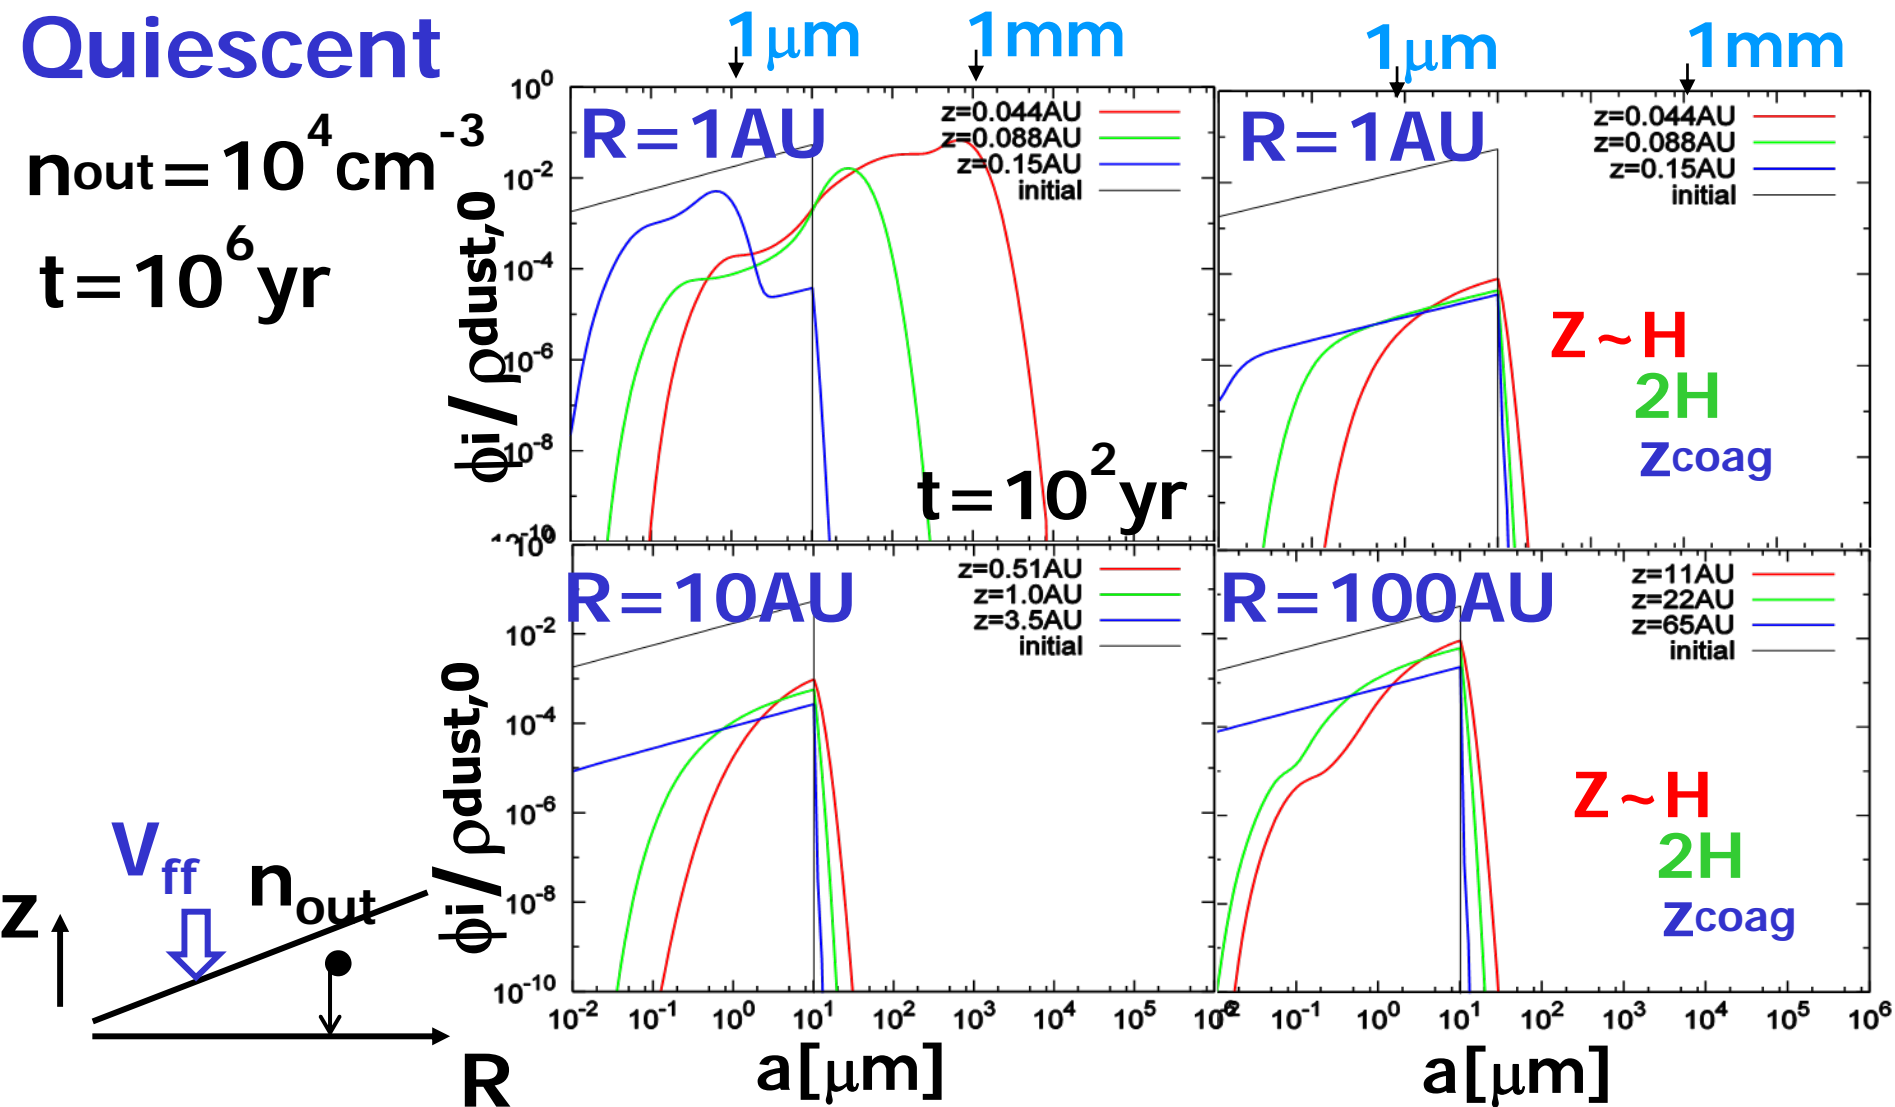 Quiescent
nout=10^4cm^-3
t=10^6yr
1μm
1mm
1μm
1mm
R=1AU
z=0.044AU
z=0.088AU
z=0.15AU
initial
10^0
10^-2
10^-4
10^-6
10^-8
10^-10
ϕi/ρdust,0
t=10^2yr
R=1AU
z=0.044AU
z=0.088AU
z=0.15AU
initial
Z~H
2H
zcoag
R=10AU
z=0.51AU
z=1.0AU
z=3.5AU
initial
10^0
10^-2
10^-4
10^-6
10^-8
10^-10
ϕi/ρdust,0
10^-2 10^-1 10^0 10^1 10^2 10^3 10^4 10^5
a[μm]
R=100AU
z=11AU
z=22AU
z=65AU
initial
Z~H
2H
zcoag
10^-1 10^0 10^1 10^2 10^3 10^4 10^5 10^6
a[μm]
Vff
nout
Z
R